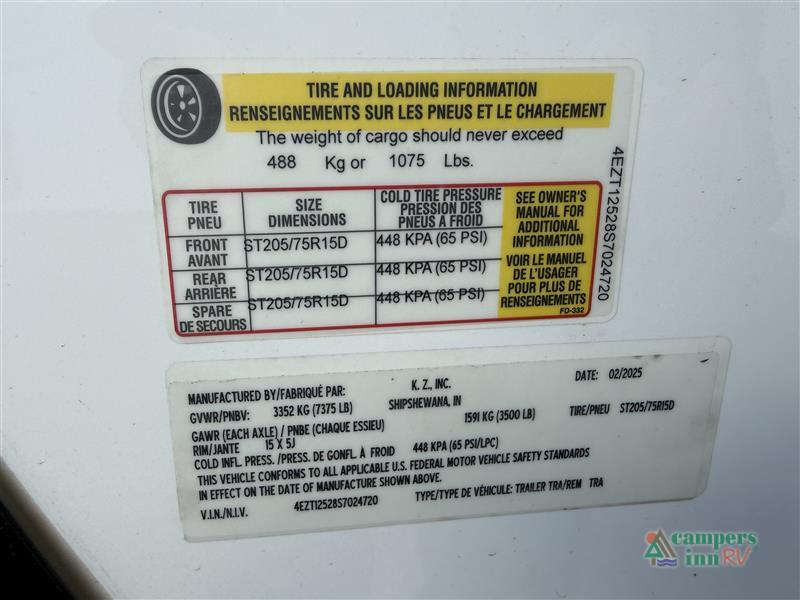 TIRE AND LOADING INFORMATION
RENSEIGNEMENTS SUR LES PNEUS ET LE CHARGEMENT
The weight of cargo should never exceed
488 Kg or 1075 Lbs.
TIRE PNEU
SIZE DIMENSIONS
COLD TIRE PRESSURE PRESSION DES PNEUS A FROID
FRONT AVANT ST205/75R15D 448 KPA (65 PSI)
REAR ARRIÈRE ST205/75R15D 448 KPA (65 PSI)
SPARE DE SECOURS ST205/75R15D 448 KPA (65 PSI)
SEE OWNER'S
MANUAL FOR
ADDITIONAL
INFORMATION
VOIR LE MANUEL
DE L'USAGER
POUR PLUS DE
RENSEIGNEMENTS
FD-332
4EZT12528S7024720
MANUFACTURED BY/FABRIQUÉ PAR: K. Z., INC. DATE: 02/2025
GVWR/PNBV: 3352 KG (7375 LB) SHIPSHEWANA, IN
GAWR (EACH AXLE) / PNBE (CHAQUE ESSIEU) 1591 KG (3500 LB) TIRE/PNEU ST205/75R15D
RIM/JANTE 15 X 5J
COLD INFL. PRESS. /PRESS. DE GONFL. À FROID 448 KPA (65 PSI/LPC)
THIS VEHICLE CONFORMS TO ALL APPLICABLE U.S. FEDERAL MOTOR VEHICLE SAFETY STANDARDS
IN EFFECT ON THE DATE OF MANUFACTURE SHOWN ABOVE.
V.I.N./N.I.V. 4EZT12528S7024720 TYPE/TYPE DE VÉHICULE: TRAILER TRA/REM TRA
campers
inn RV